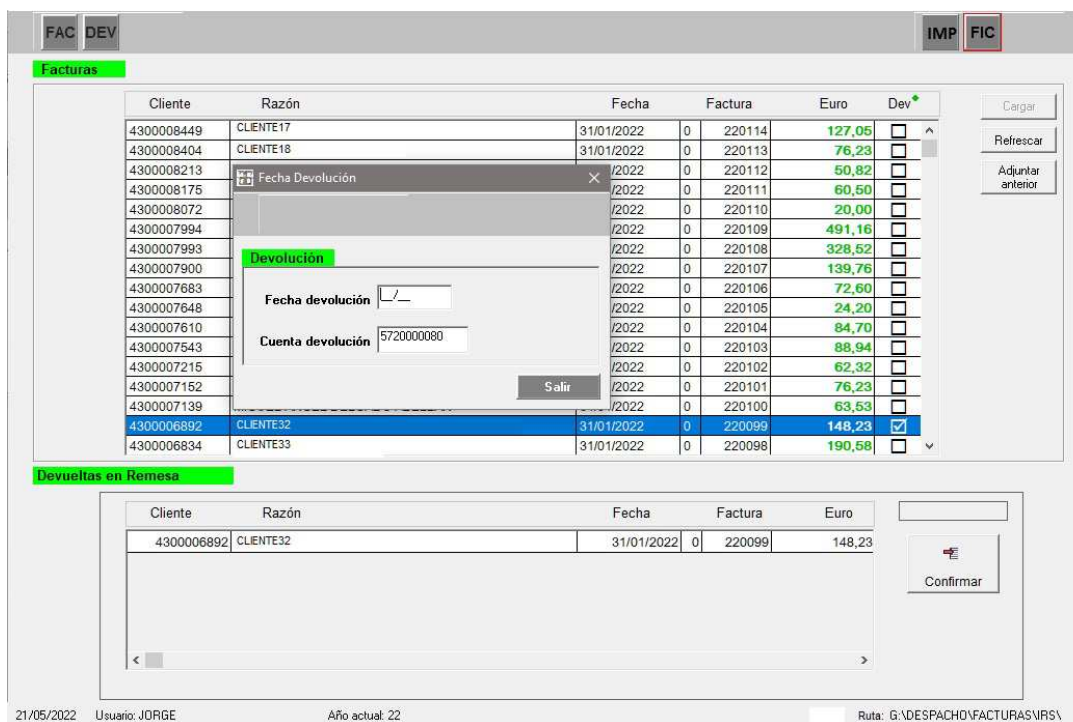 FAC DEV IMP FIC
Facturas
Cliente Razón Fecha Factura Euro Dev
Cargar
4300008449 CLIENTE17 31/01/2022 0 220114 127,05
Refrescar
4300008404 CLIENTE18 31/01/2022 0 220113 76,23
4300008213 /2022 0 220112 50,82
Adjuntar
anterior
Fecha Devolución
4300008175 /2022 0 220111 60,50
4300008072 /2022 0 220110 20,00
4300007994 /2022 0 220109 491,16
4300007993 /2022 0 220108 328,52
Devolución
4300007900 /2022 0 220107 139,76
4300007683 /2022 0 220106 72,60
Fecha devolución __/__
4300007648 /2022 0 220105 24,20
4300007610 /2022 0 220104 84,70
Cuenta devolución 5720000080
4300007543 /2022 0 220103 88,94
4300007215 /2022 0 220102 62,32
4300007152 /2022 0 220101 76,23
Salir
4300007139 /2022 0 220100 63,53
4300006892 CLIENTE32 31/01/2022 0 220099 148,23
4300006834 CLIENTE33 31/01/2022 0 220098 190,58
Devueltas en Remesa
Cliente Razón Fecha Factura Euro
4300006892 CLIENTE32 31/01/2022 0 220099 148,23
Confirmar
21/05/2022 Usuario: JORGE Año actual: 22 Ruta: G:\DESPACHO\FACTURAS\IRS\